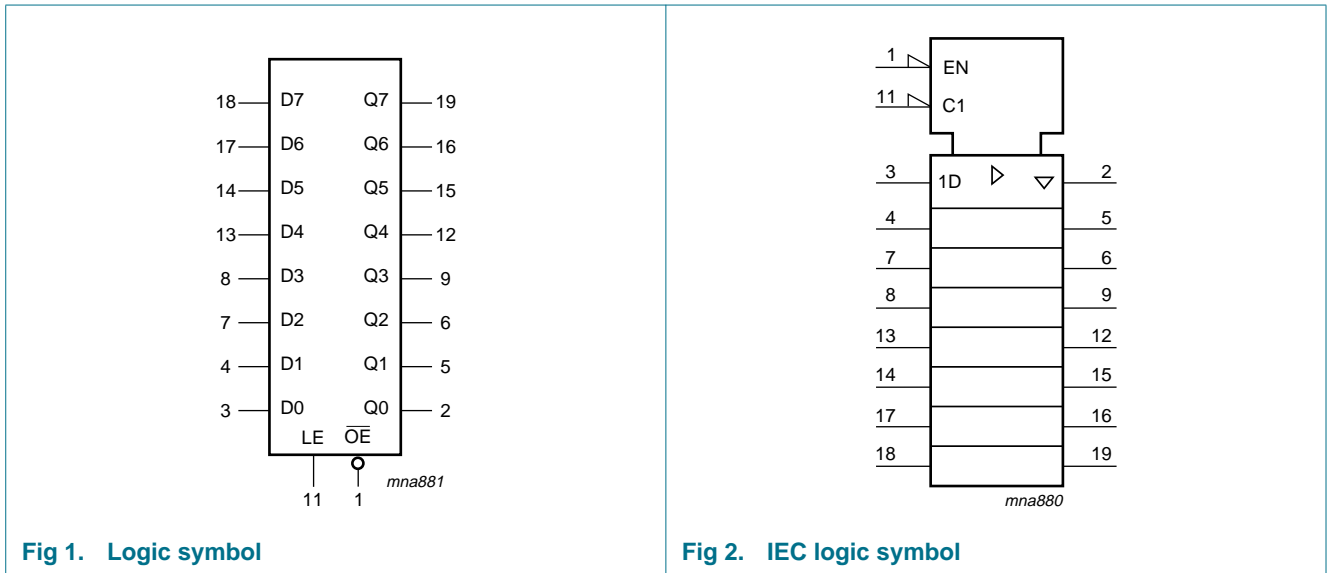 18 D7 Q7 19
17 D6 Q6 16
14 D5 Q5 15
13 D4 Q4 12
8 D3 Q3 9
7 D2 Q2 6
4 D1 Q1 5
3 D0 Q0 2
LE OE
11 1
mna881
Fig 1. Logic symbol
1 EN
11 C1
3 1D 2
4 5
7 6
8 9
13 12
14 15
17 16
18 19
mna880
Fig 2. IEC logic symbol